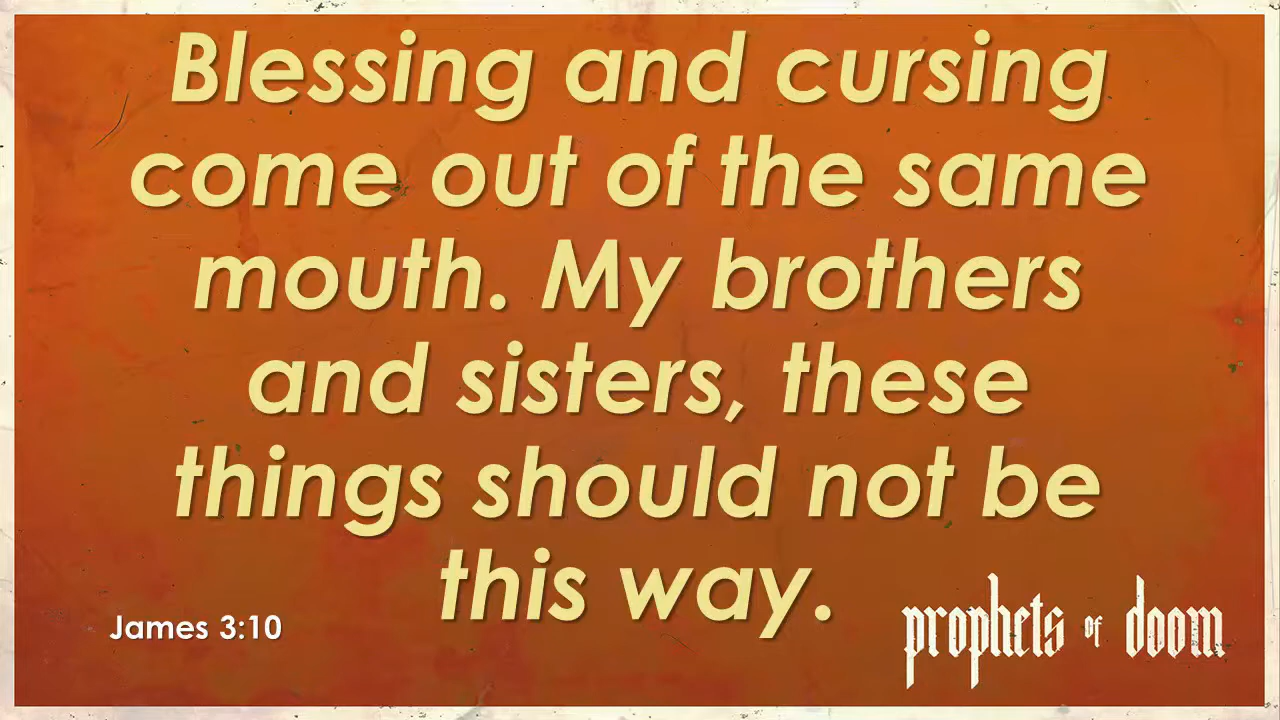 Blessing and cursing
come out of the same
mouth. My brothers
and sisters, these
things should not be
this way.
James 3:10
prophets of doom